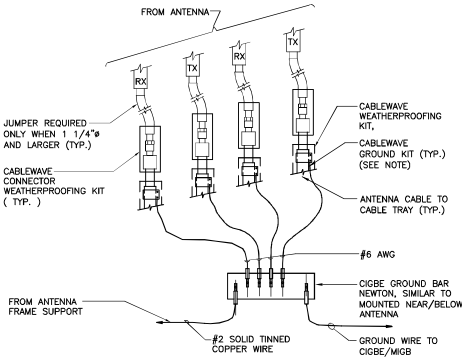 FROM ANTENNA
RX
TX
RX
TX
JUMPER REQUIRED
ONLY WHEN 1 1/4"ø
AND LARGER (TYP.)
CABLEWAVE
CONNECTOR
WEATHERPROOFING KIT
( TYP. )
CABLEWAVE
WEATHERPROOFING
KIT,
CABLEWAVE
GROUND KIT (TYP.)
(SEE NOTE)
ANTENNA CABLE TO
CABLE TRAY (TYP.)
#6 AWG
CIGBE GROUND BAR
NEWTON, SIMILAR TO
MOUNTED NEAR/BELOW
ANTENNA
FROM ANTENNA
FRAME SUPPORT
#2 SOLID TINNED
COPPER WIRE
GROUND WIRE TO
CIGBE/MIGB